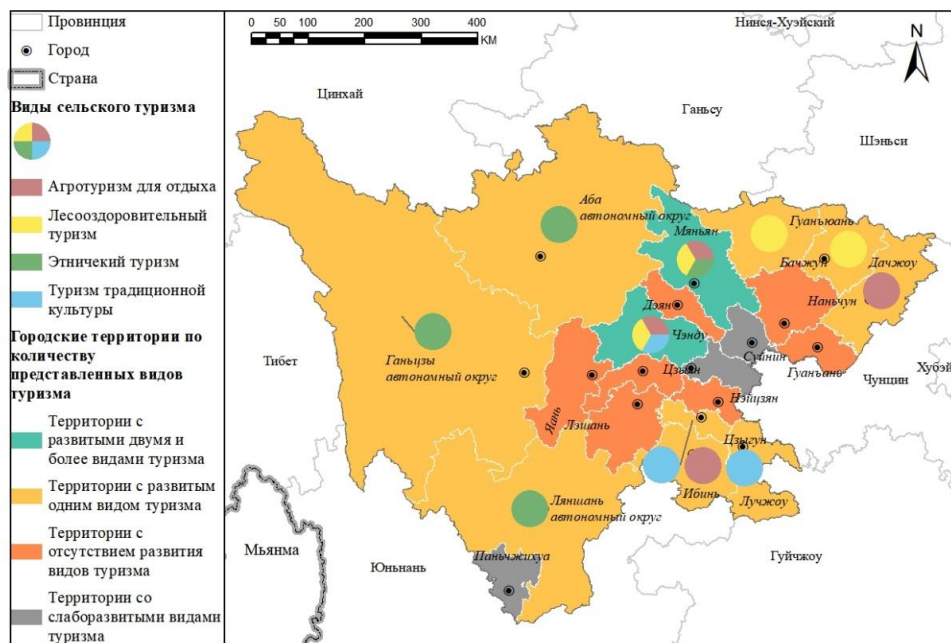 Провинция
Город
Страна
Виды сельского туризма
Агротуризм для отдыха
Лесооздоровительный
туризм
Этничекий туризм
Туризм традиционной
культуры
Городские территории по
количеству
представленных видов
туризма
Территории с
развитыми двумя и
более видами туризма
Территории с развитым
одним видом туризма
Территории с
отсутствием развития
видов туризма
Территории со
слаборазвитыми видами
туризма
0 50 100 200 300 400
KM
N
Нинся-Хуэйский
Цинхай
Ганьсу
Шэньси
Аба
автономный округ
Мяньян
Гуанъюань
Бачжун
Дачжоу
Наньчун
Дэян
Чэнду
Суйнин
Гуанъань
Хубэй
Чунцин
Ганьцзы
автономный округ
Тибет
Цзыян
Нэйцзян
Яань
Лэшань
Цзыгун
Ибинь
Лучжоу
Ляншань
автономный округ
Паньчжихуа
Мьянма
Юньнань
Гуйчжоу